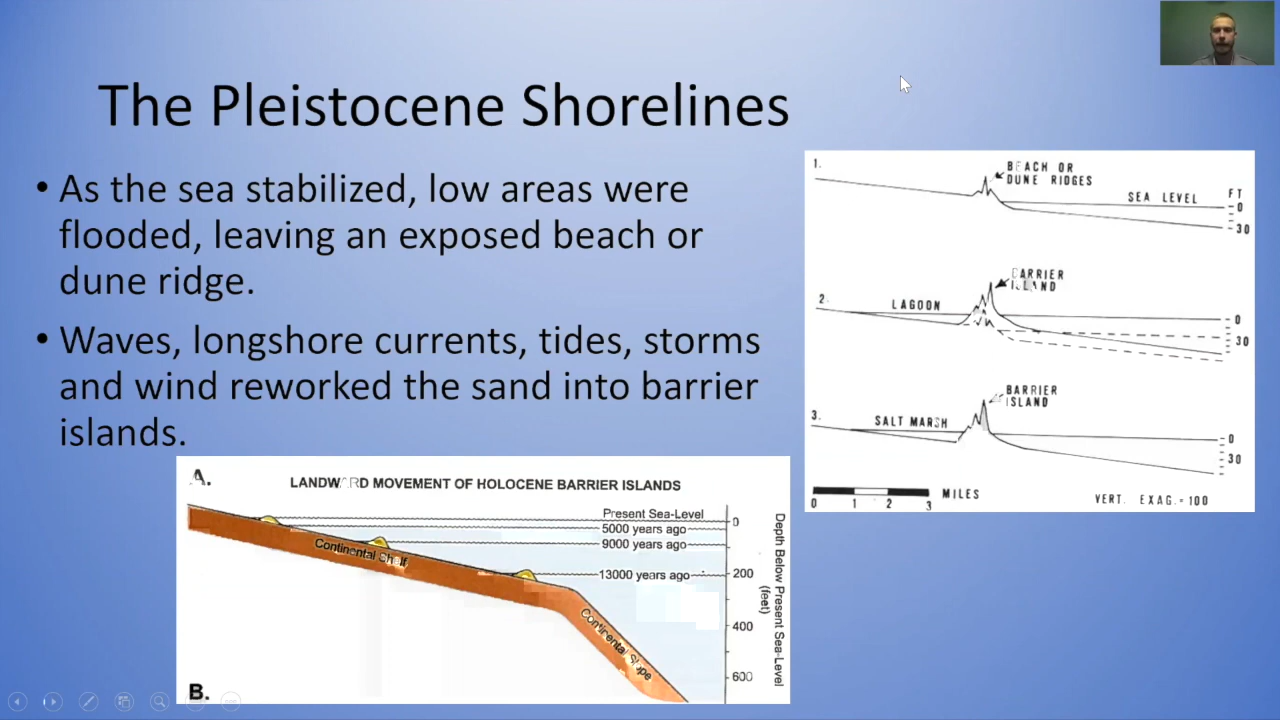 The Pleistocene Shorelines
• As the sea stabilized, low areas were
flooded, leaving an exposed beach or
dune ridge.
• Waves, longshore currents, tides, storms
and wind reworked the sand into barrier
islands.
1.
BEACH OR
DUNE RIDGES
SEA LEVEL
FT
0
30
2.
LAGOON
BARRIER
ISLAND
0
30
3.
SALT MARSH
BARRIER
ISLAND
0
30
0 1 2 3
MILES
VERT. EXAG.=100
A.
LANDWARD MOVEMENT OF HOLOCENE BARRIER ISLANDS
Present Sea-Level
5000 years ago
9000 years ago
13000 years ago
Continental Shelf
Continental Slope
0
200
400
600
Depth Below Present Sea-Level
(feet)
B.